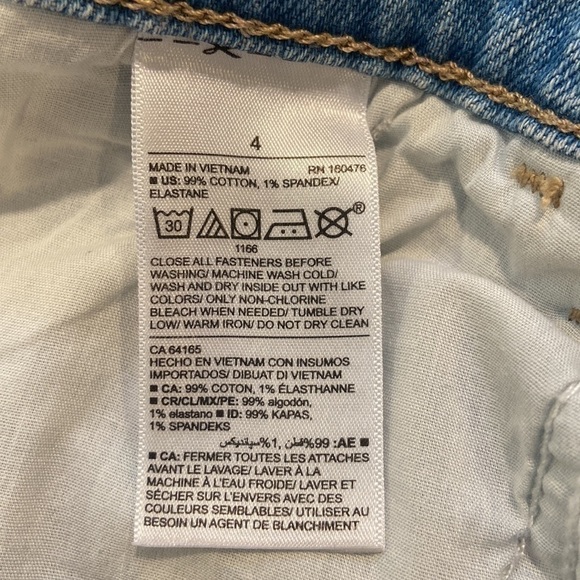 4
MADE IN VIETNAM RN 160476
■ US: 99% COTTON, 1% SPANDEX/
ELASTANE
30 ®
1166
CLOSE ALL FASTENERS BEFORE
WASHING/ MACHINE WASH COLD/
WASH AND DRY INSIDE OUT WITH LIKE
COLORS/ ONLY NON-CHLORINE
BLEACH WHEN NEEDED/ TUMBLE DRY
LOW/ WARM IRON/ DO NOT DRY CLEAN
CA 64165
HECHO EN VIETNAM CON INSUMOS
IMPORTADOS/ DIBUAT DI VIETNAM
■ CA: 99% COTON, 1% ÉLASTHANNE
■ CR/CL/MX/PE: 99% algodón,
1% elastano ■ ID: 99% KAPAS,
1% SPANDEKS
■ AE: 99% قطن, 1% سپاندیکس
■ CA: FERMER TOUTES LES ATTACHES
AVANT LE LAVAGE/ LAVER À LA
MACHINE À L'EAU FROIDE/ LAVER ET
SÉCHER SUR L'ENVERS AVEC DES
COULEURS SEMBLABLES/ UTILISER AU
BESOIN UN AGENT DE BLANCHIMENT